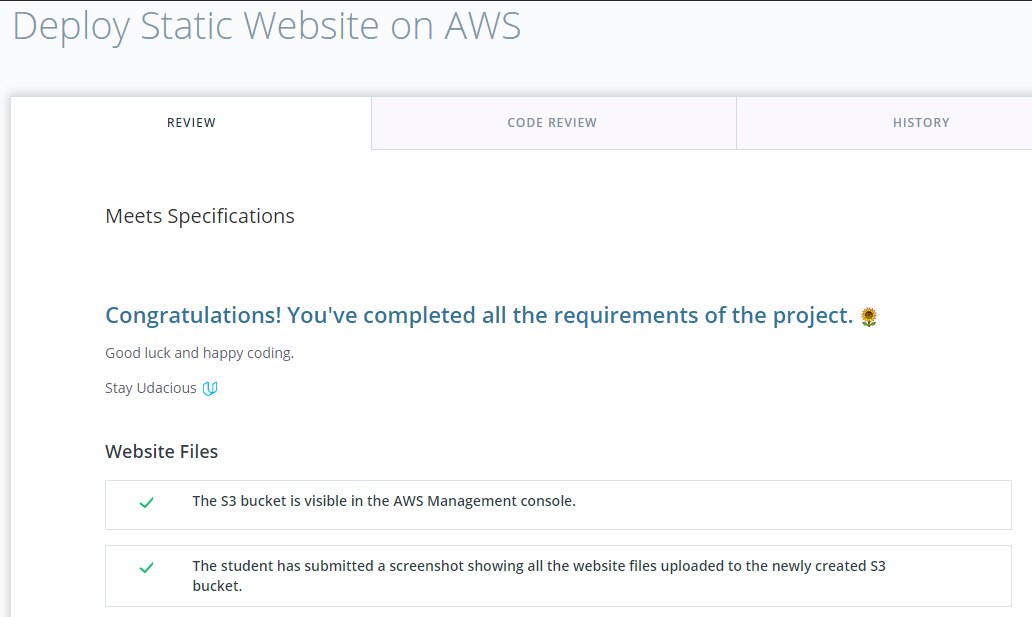 Deploy Static Website on AWS
REVIEW
CODE REVIEW
HISTORY
Meets Specifications
Congratulations! You've completed all the requirements of the project. 🌻
Good luck and happy coding.
Stay Udacious
Website Files
The S3 bucket is visible in the AWS Management console.
The student has submitted a screenshot showing all the website files uploaded to the newly created S3
bucket.